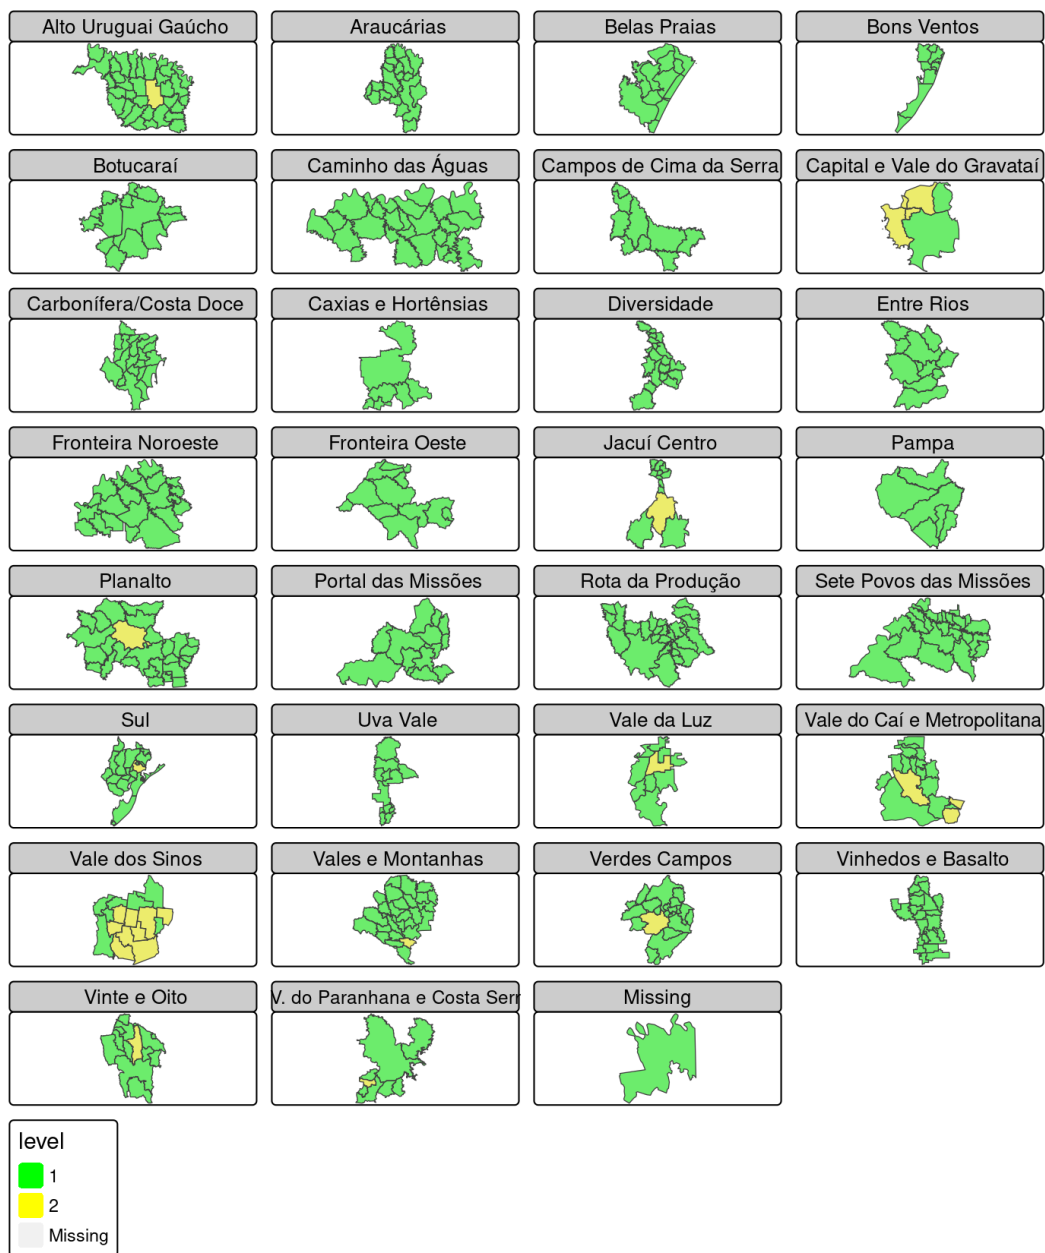 Alto Uruguai Gaúcho
Araucárias
Belas Praias
Bons Ventos
Botucaraí
Caminho das Águas
Campos de Cima da Serra
Capital e Vale do Gravataí
Carbonífera/Costa Doce
Caxias e Hortênsias
Diversidade
Entre Rios
Fronteira Noroeste
Fronteira Oeste
Jacuí Centro
Pampa
Planalto
Portal das Missões
Rota da Produção
Sete Povos das Missões
Sul
Uva Vale
Vale da Luz
Vale do Caí e Metropolitana
Vale dos Sinos
Vales e Montanhas
Verdes Campos
Vinhedos e Basalto
Vinte e Oito
V. do Paranhana e Costa Serr
Missing
level
1
2
Missing